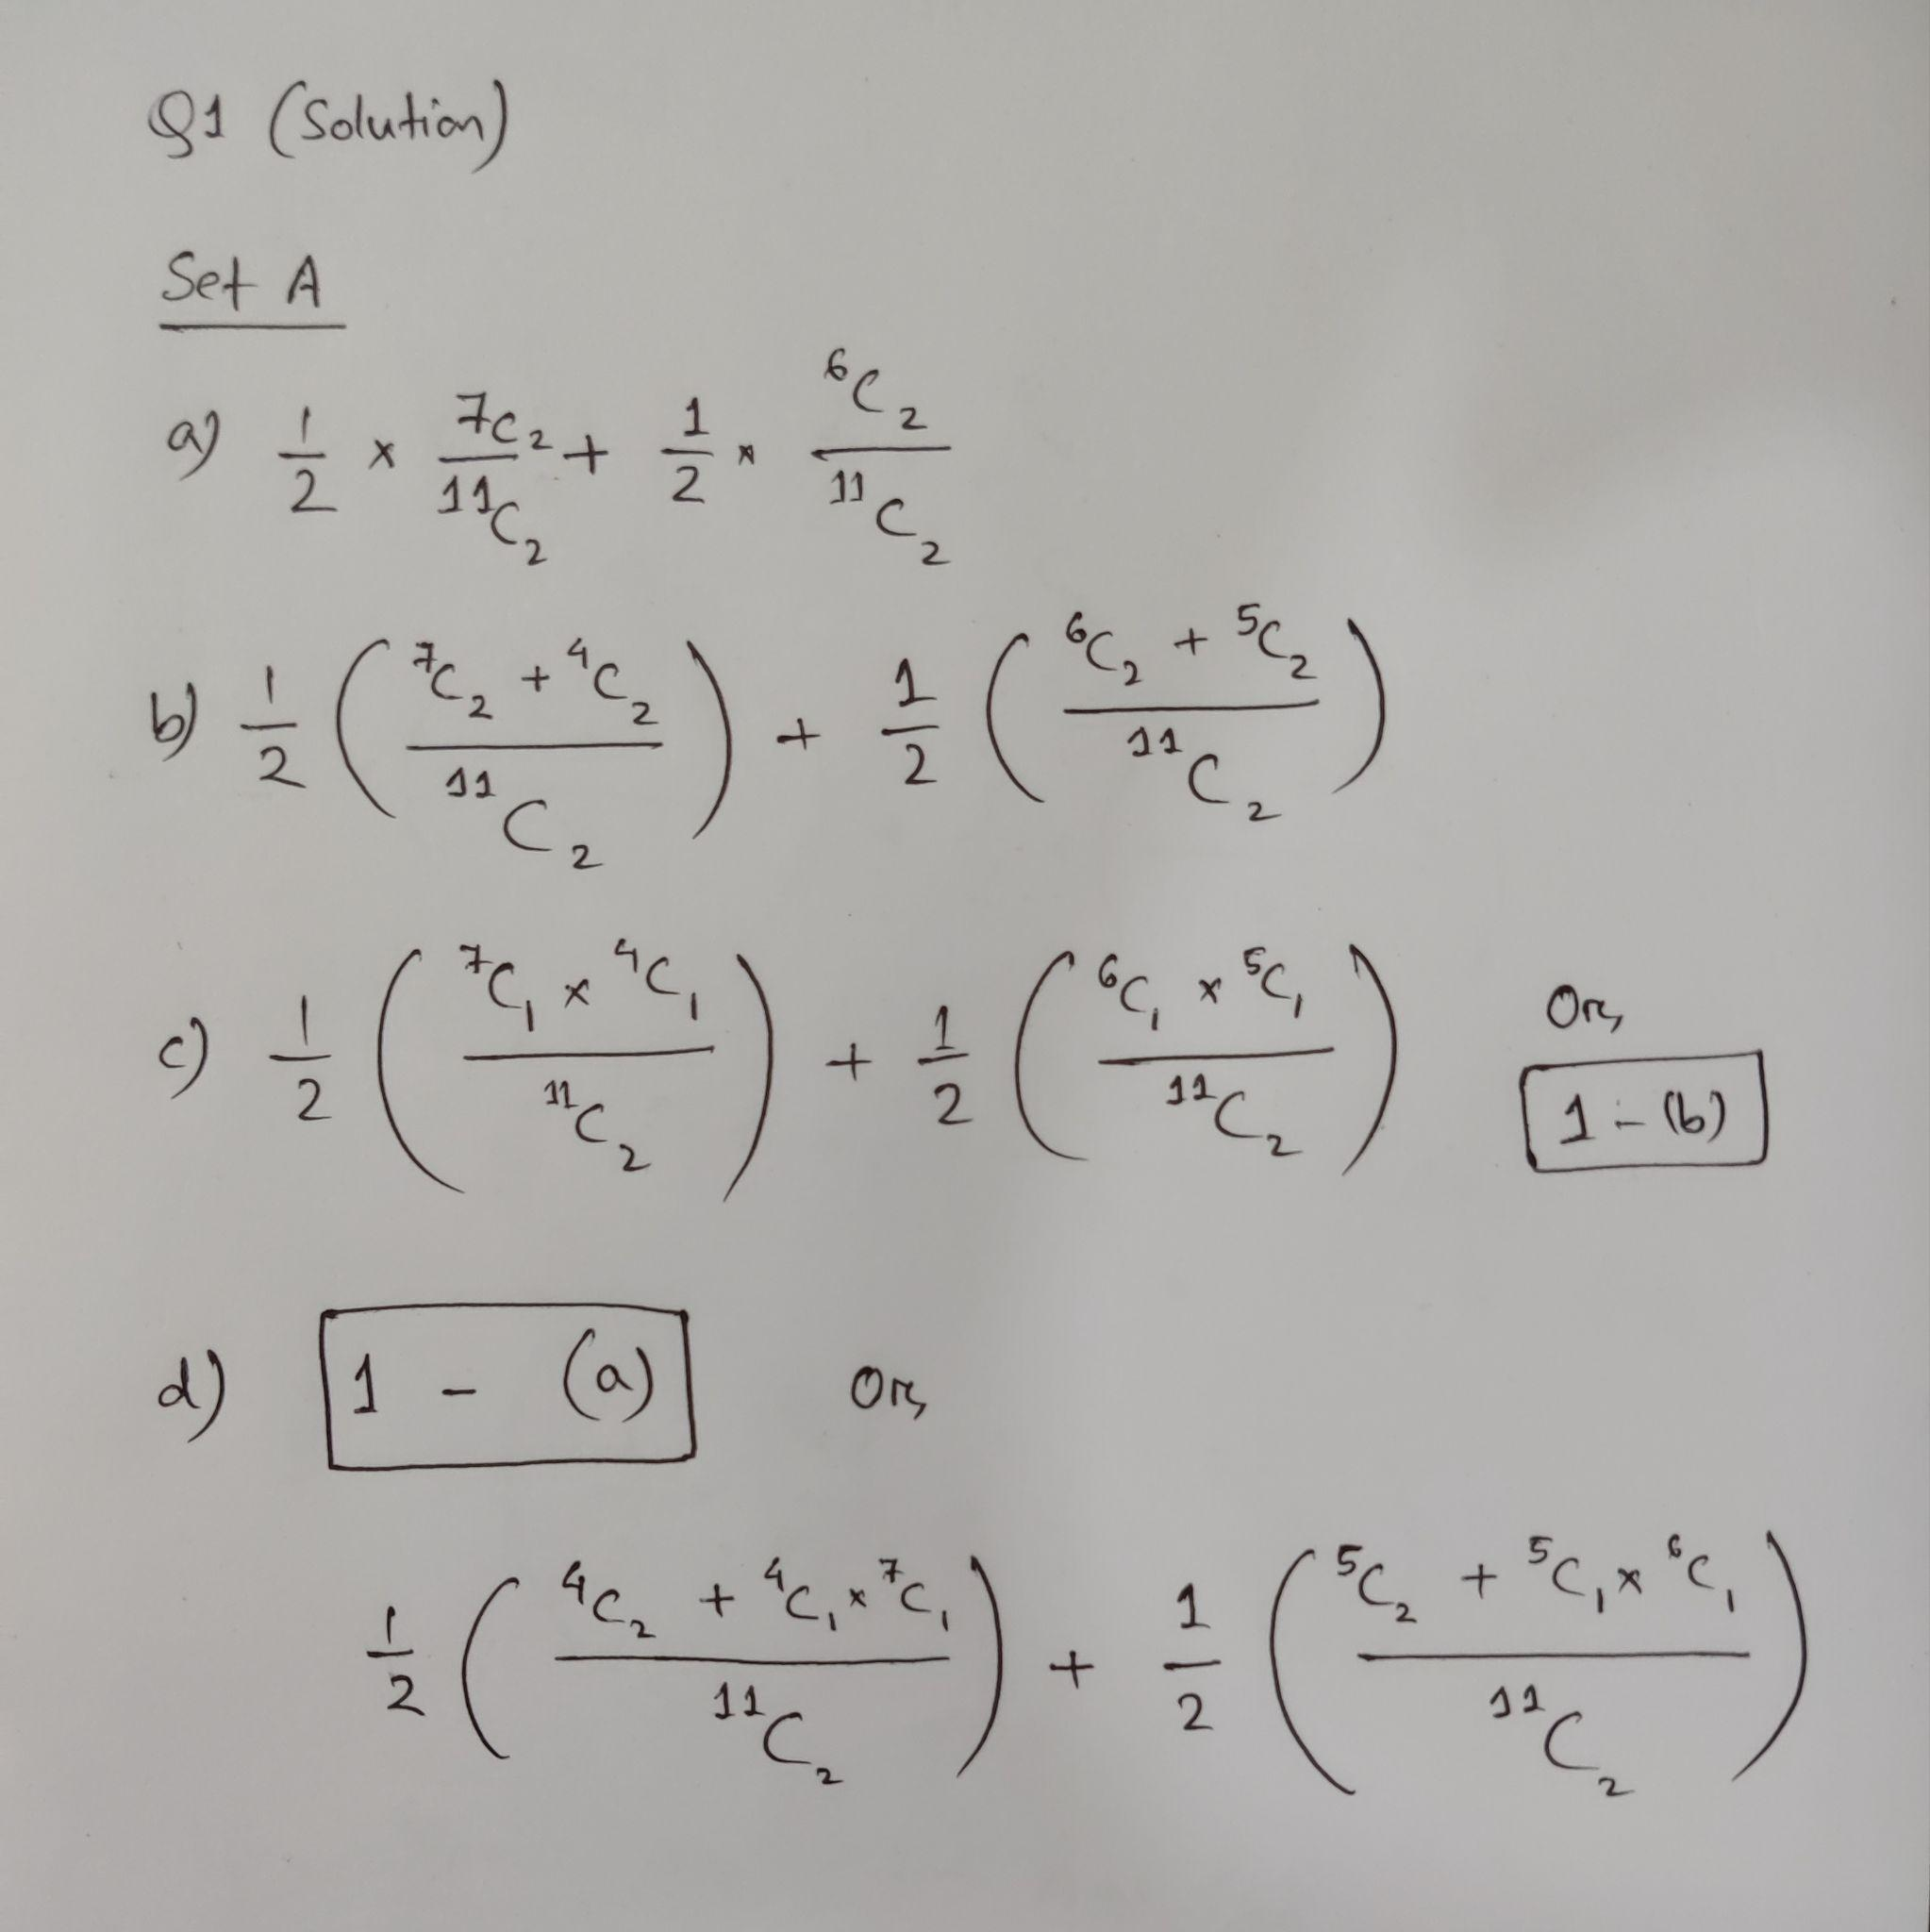 Q1 (Solution)
Set A
a) 1/2 × ⁷C₂/¹¹C₂ + 1/2 × ⁶C₂/¹¹C₂
b) 1/2 ( (⁷C₂ + ⁴C₂)/¹¹C₂ ) + 1/2 ( (⁶C₂ + ⁵C₂)/¹¹C₂ )
c) 1/2 ( (⁷C₁ × ⁴C₁)/¹¹C₂ ) + 1/2 ( (⁶C₁ × ⁵C₁)/¹¹C₂ ) Or, 1 - (b)
d) 1 - (a) Or,
1/2 ( (⁴C₂ + ⁴C₁ × ⁷C₁)/¹¹C₂ ) + 1/2 ( (⁵C₂ + ⁵C₁ × ⁶C₁)/¹¹C₂ )